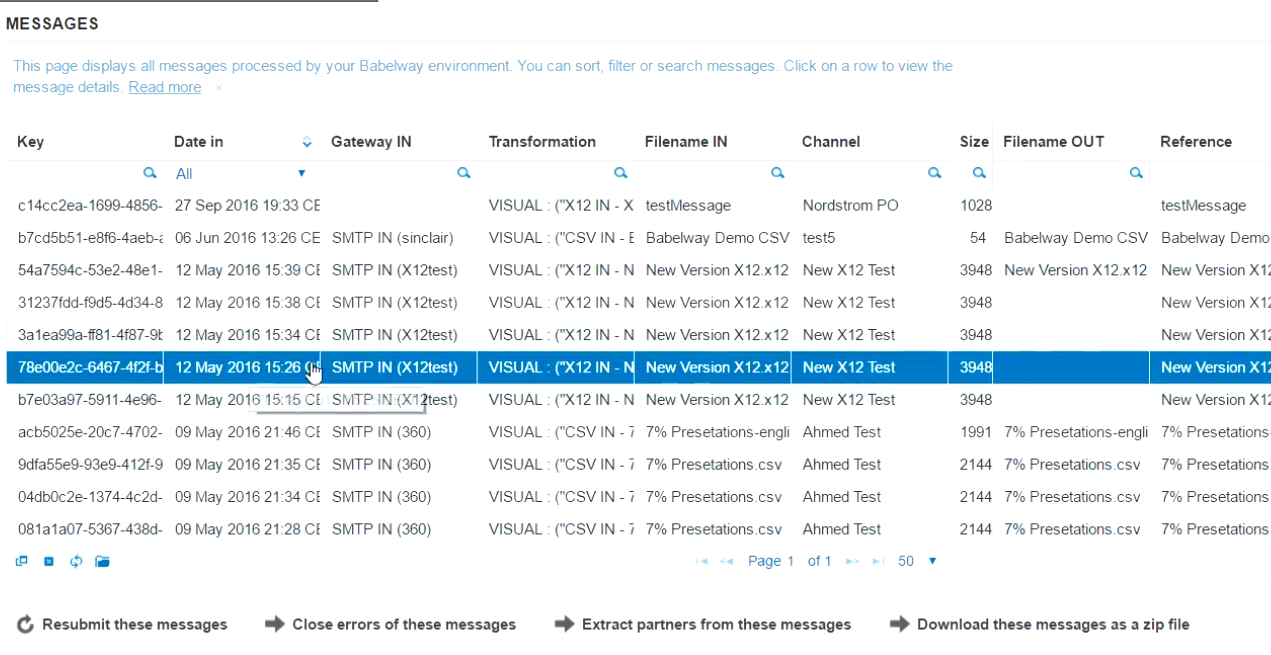 MESSAGES
This page displays all messages processed by your Babelway environment. You can sort, filter or search messages. Click on a row to view the
message details. Read more ×
Key Date in Gateway IN Transformation Filename IN Channel Size Filename OUT Reference
All
c14cc2ea-1699-4856- 27 Sep 2016 19:33 CE VISUAL : ("X12 IN - X testMessage Nordstrom PO 1028 testMessage
b7cd5b51-e8f6-4aeb-a 06 Jun 2016 13:26 CE SMTP IN (sinclair) VISUAL : ("CSV IN - E Babelway Demo CSV test5 54 Babelway Demo CSV Babelway Demo
54a7594c-53e2-48e1- 12 May 2016 15:39 CE SMTP IN (X12test) VISUAL : ("X12 IN - N New Version X12.x12 New X12 Test 3948 New Version X12.x12 New Version X12
31237fdd-f9d5-4d34-8 12 May 2016 15:38 CE SMTP IN (X12test) VISUAL : ("X12 IN - N New Version X12.x12 New X12 Test 3948 New Version X12
3a1ea99a-ff81-4f87-9b 12 May 2016 15:34 CE SMTP IN (X12test) VISUAL : ("X12 IN - N New Version X12.x12 New X12 Test 3948 New Version X12
78e00e2c-6467-4f2f-b 12 May 2016 15:26 SMTP IN (X12test) VISUAL : ("X12 IN - N New Version X12.x12 New X12 Test 3948 New Version X12
b7e03a97-5911-4e96- 12 May 2016 15:15 CE SMTP IN (X12test) VISUAL : ("X12 IN - N New Version X12.x12 New X12 Test 3948 New Version X12
acb5025e-20c7-4702- 09 May 2016 21:46 CE SMTP IN (360) VISUAL : ("CSV IN - 7 7% Presetations-engli Ahmed Test 1991 7% Presetations-engli 7% Presetations-
9dfa55e9-93e9-412f-9 09 May 2016 21:35 CE SMTP IN (360) VISUAL : ("CSV IN - 7 7% Presetations.csv Ahmed Test 2144 7% Presetations.csv 7% Presetations.
04db0c2e-1374-4c2d- 09 May 2016 21:34 CE SMTP IN (360) VISUAL : ("CSV IN - 7 7% Presetations.csv Ahmed Test 2144 7% Presetations.csv 7% Presetations.
081a1a07-5367-438d- 09 May 2016 21:28 CE SMTP IN (360) VISUAL : ("CSV IN - 7 7% Presetations.csv Ahmed Test 2144 7% Presetations.csv 7% Presetations.
Page 1 of 1 50
Resubmit these messages Close errors of these messages Extract partners from these messages Download these messages as a zip file